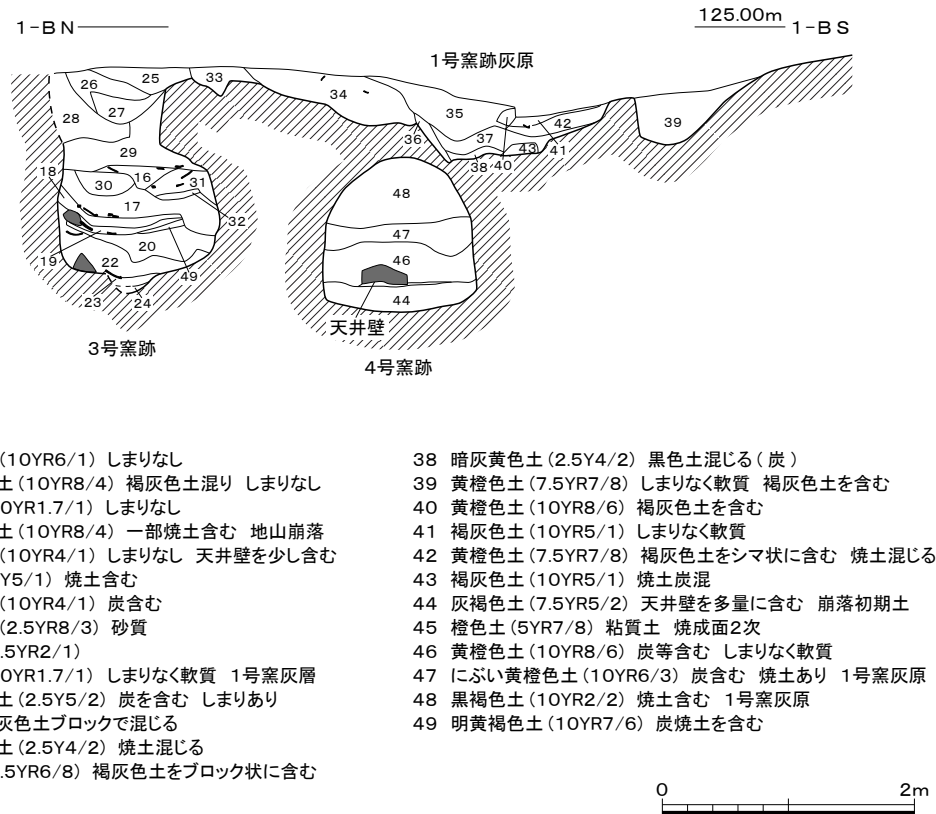 1-BN
125.00m
1-BS
1号窯跡灰原
26
25
33
34
28
27
35
42
39
29
36
37
43
41
38
40
18
16
30
31
17
32
48
47
20
46
19
22
49
44
23
24
天井壁
3号窯跡
4号窯跡
(10YR6/1) しまりなし
土(10YR8/4) 褐灰色土混り しまりなし
0YR1.7/1) しまりなし
土(10YR8/4) 一部焼土含む 地山崩落
(10YR4/1) しまりなし 天井壁を少し含む
Y5/1) 焼土含む
(10YR4/1) 炭含む
(2.5YR8/3) 砂質
.5YR2/1)
0YR1.7/1) しまりなく軟質 1号窯灰層
土(2.5Y5/2) 炭を含む しまりあり
灰色土ブロックで混じる
土(2.5Y4/2) 焼土混じる
.5YR6/8) 褐灰色土をブロック状に含む
38 暗灰黄色土(2.5Y4/2) 黒色土混じる(炭)
39 黄橙色土(7.5YR7/8) しまりなく軟質 褐灰色土を含む
40 黄橙色土(10YR8/6) 褐灰色土を含む
41 褐灰色土(10YR5/1) しまりなく軟質
42 黄橙色土(7.5YR7/8) 褐灰色土をシマ状に含む 焼土混じる
43 褐灰色土(10YR5/1) 焼土炭混
44 灰褐色土(7.5YR5/2) 天井壁を多量に含む 崩落初期土
45 橙色土(5YR7/8) 粘質土 焼成面2次
46 黄橙色土(10YR8/6) 炭等含む しまりなく軟質
47 にぶい黄橙色土(10YR6/3) 炭含む 焼土あり 1号窯灰原
48 黒褐色土(10YR2/2) 焼土含む 1号窯灰原
49 明黄褐色土(10YR7/6) 炭焼土を含む
0 2m